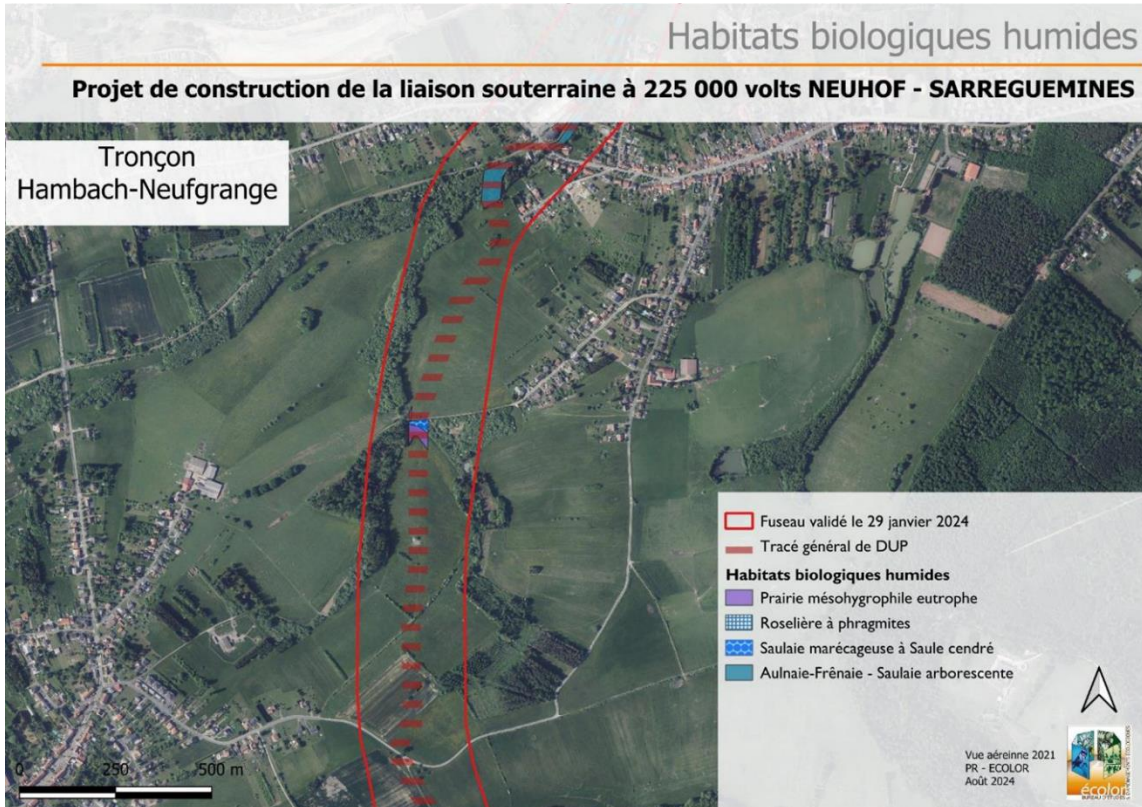 Habitats biologiques humides
Projet de construction de la liaison souterraine à 225 000 volts NEUHOF - SARREGUEMINES
Tronçon
Hambach-Neufgrange
Fuseau validé le 29 janvier 2024
Tracé général de DUP
Habitats biologiques humides
Prairie mésohygrophile eutrophe
Roselière à phragmites
Saulaie marécageuse à Saule cendré
Aulnaie-Frênaie - Saulaie arborescente
0 250 500 m
Vue aéreinne 2021
PR - ECOLOR
Août 2024
écolor
BUREAU D'ETUDES